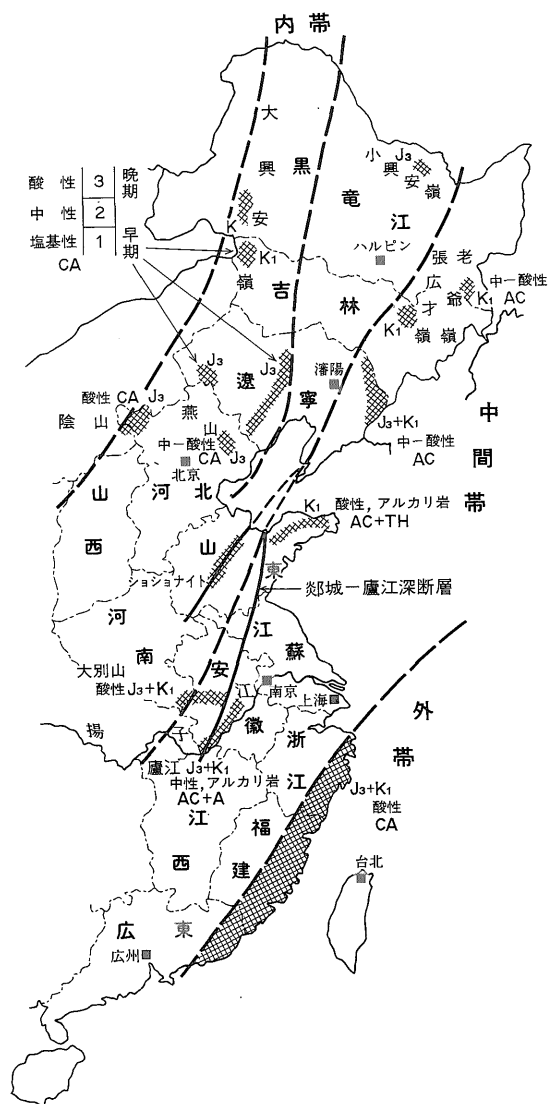 内帯
大
興
安
嶺
黒
竜
江
小
興
安
嶺
J3
ハルピン
酸性 3 晩期
中性 2
塩基性 1 早期
CA
K
K1
吉
林
張
広
才
嶺
老
爺
嶺
K1 中ー酸性
AC
K1
J3
J3
遼
寧
瀋陽
J3+K1
中ー酸性
AC
中間帯
酸性 CA J3
陰山
燕
山
中ー酸性
CA J3
北京
山
西
河
北
K1 酸性,アルカリ岩
AC+TH
山
東
ショショナイト
郯城ー廬江深断層
河
南
大別山
酸性J3+K1
安
徽
江
蘇
南京
上海
揚
子
江
浙
江
外帯
廬江 J3+K1
中性,アルカリ岩
AC+A
J3+K1
酸性
CA
江
西
福
建
台北
広
東
広州